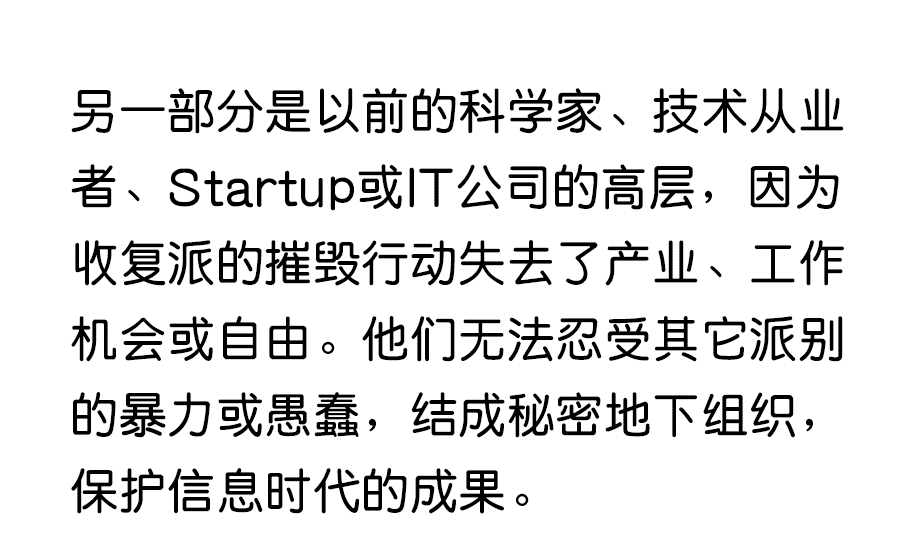 另一部分是以前的科学家、技术从业
者、Startup或IT公司的高层，因为
收复派的摧毁行动失去了产业、工作
机会或自由。他们无法忍受其它派别
的暴力或愚蠢，结成秘密地下组织，
保护信息时代的成果。